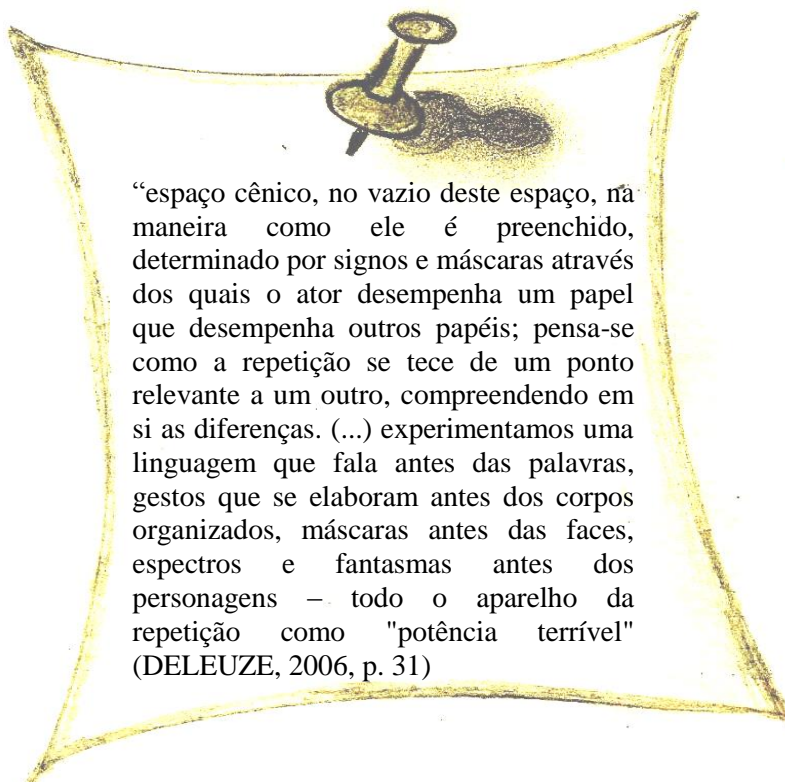 “espaço cênico, no vazio deste espaço, na
maneira como ele é preenchido,
determinado por signos e máscaras através
dos quais o ator desempenha um papel
que desempenha outros papéis; pensa-se
como a repetição se tece de um ponto
relevante a um outro, compreendendo em
si as diferenças. (...) experimentamos uma
linguagem que fala antes das palavras,
gestos que se elaboram antes dos corpos
organizados, máscaras antes das faces,
espectros e fantasmas antes dos
personagens – todo o aparelho da
repetição como "potência terrível"
(DELEUZE, 2006, p. 31)